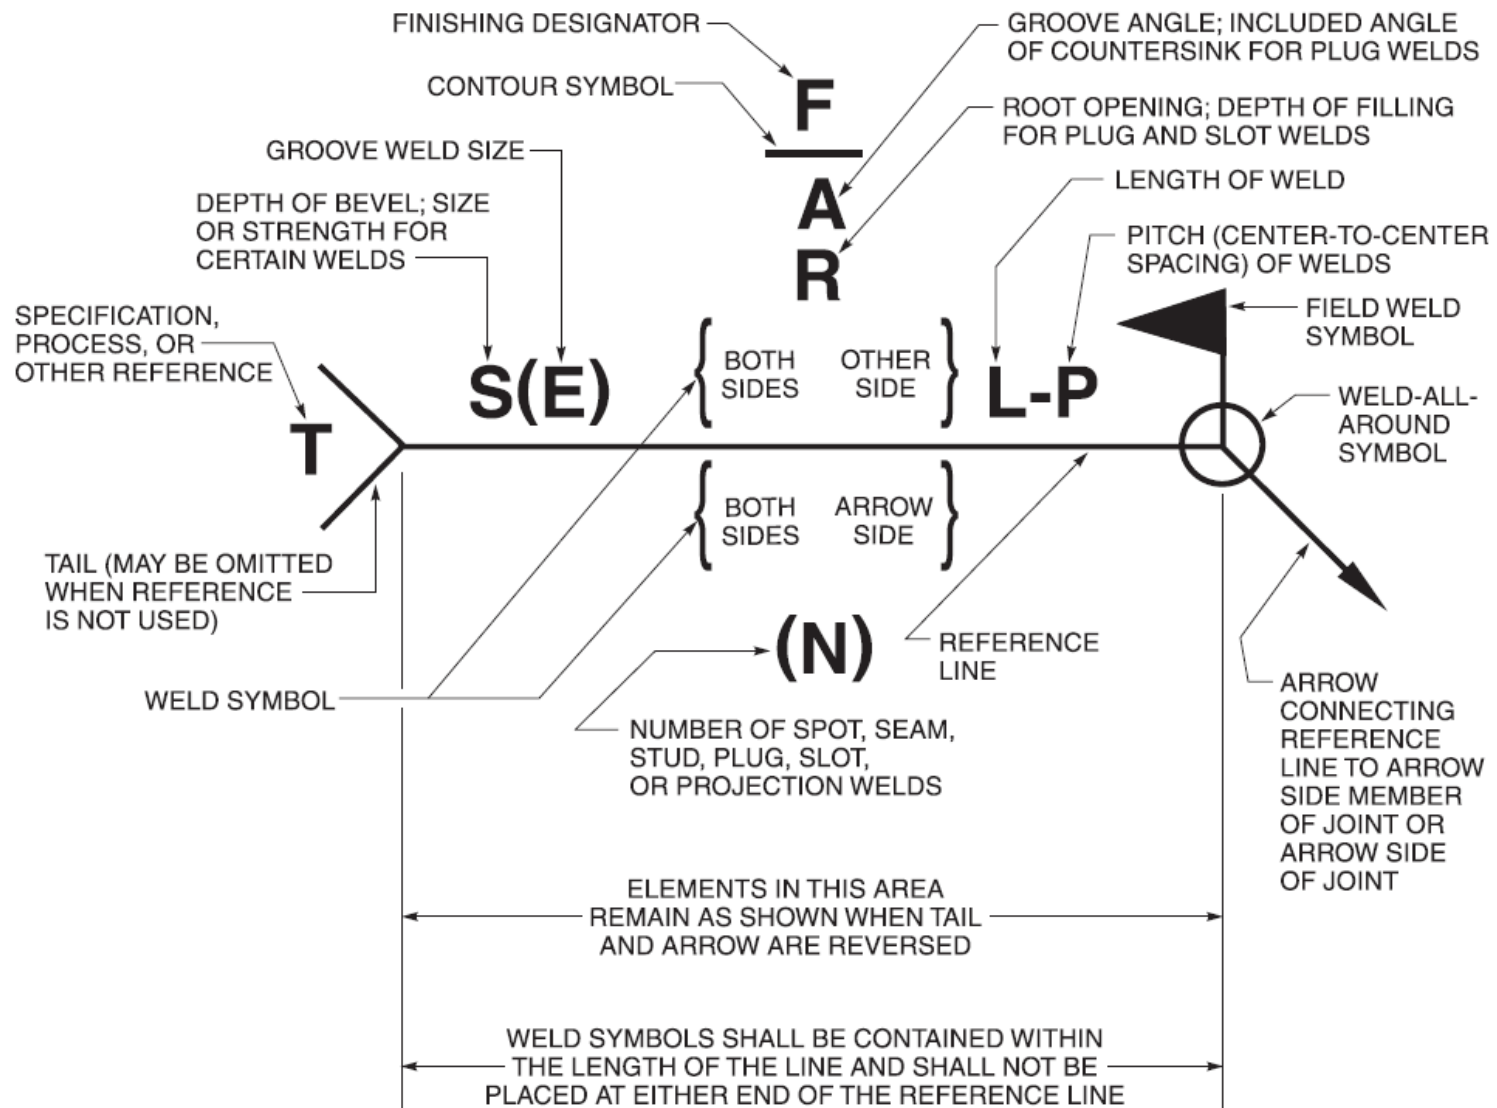 FINISHING DESIGNATOR
CONTOUR SYMBOL
GROOVE WELD SIZE
DEPTH OF BEVEL; SIZE
OR STRENGTH FOR
CERTAIN WELDS
SPECIFICATION,
PROCESS, OR
OTHER REFERENCE
F
A
R
GROOVE ANGLE; INCLUDED ANGLE
OF COUNTERSINK FOR PLUG WELDS
ROOT OPENING; DEPTH OF FILLING
FOR PLUG AND SLOT WELDS
LENGTH OF WELD
PITCH (CENTER-TO-CENTER
SPACING) OF WELDS
FIELD WELD
SYMBOL
WELD-ALL-
AROUND
SYMBOL
T
S(E)
BOTH
SIDES
OTHER
SIDE
L-P
BOTH
SIDES
ARROW
SIDE
TAIL (MAY BE OMITTED
WHEN REFERENCE
IS NOT USED)
(N)
REFERENCE
LINE
WELD SYMBOL
NUMBER OF SPOT, SEAM,
STUD, PLUG, SLOT,
OR PROJECTION WELDS
ARROW
CONNECTING
REFERENCE
LINE TO ARROW
SIDE MEMBER
OF JOINT OR
ARROW SIDE
OF JOINT
ELEMENTS IN THIS AREA
REMAIN AS SHOWN WHEN TAIL
AND ARROW ARE REVERSED
WELD SYMBOLS SHALL BE CONTAINED WITHIN
THE LENGTH OF THE LINE AND SHALL NOT BE
PLACED AT EITHER END OF THE REFERENCE LINE